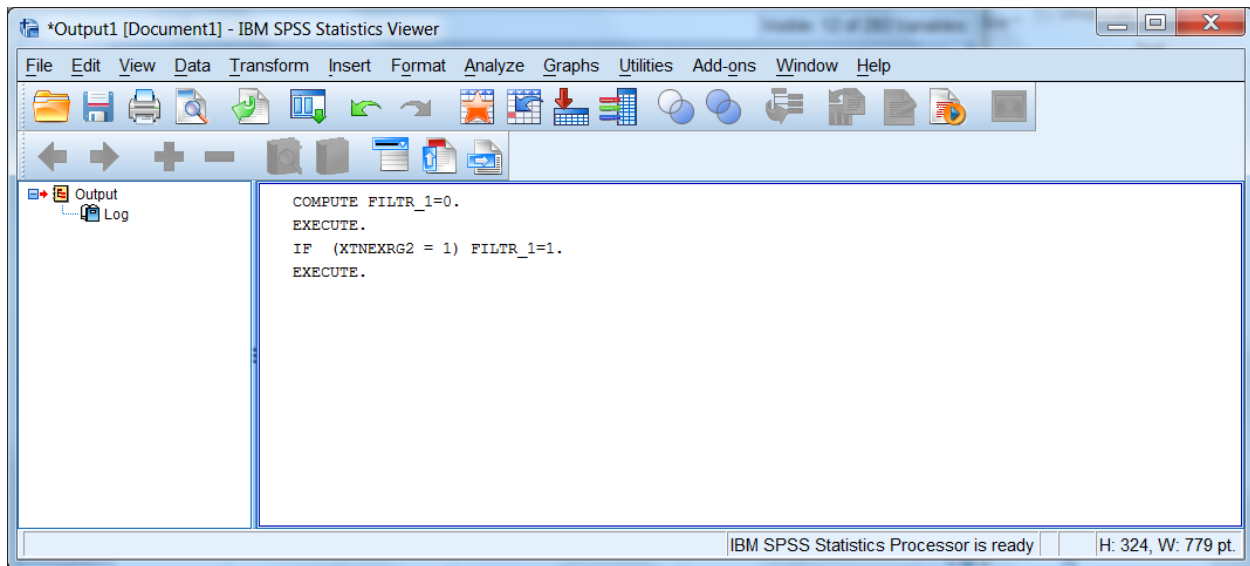 *Output1 [Document1] - IBM SPSS Statistics Viewer
File Edit View Data Transform Insert Format Analyze Graphs Utilities Add-ons Window Help
Output
Log
COMPUTE FILTR_1=0.
EXECUTE.
IF (XTNEXRG2 = 1) FILTR_1=1.
EXECUTE.
IBM SPSS Statistics Processor is ready
H: 324, W: 779 pt.